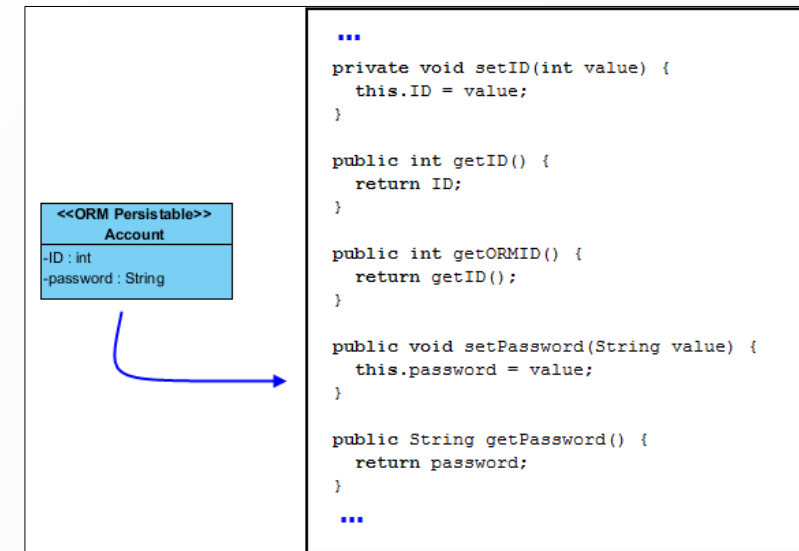 <<ORM Persistable>>
Account
-ID : int
-password : String
...
private void setID(int value) {
  this.ID = value;
}
public int getID() {
  return ID;
}
public int getORMID() {
  return getID();
}
public void setPassword(String value) {
  this.password = value;
}
public String getPassword() {
  return password;
}
...